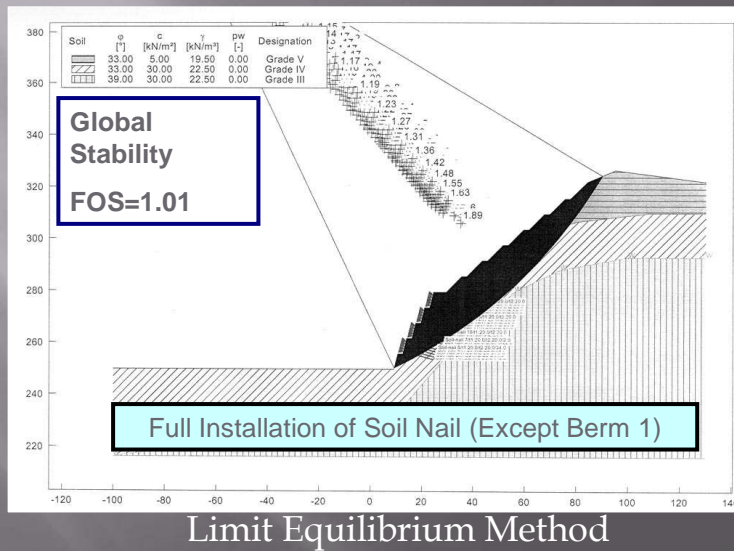 Soil φ c γ pw Designation
[°] [kN/m²] [kN/m³] [-]
33.00 5.00 19.50 0.00 Grade V
33.00 30.00 22.50 0.00 Grade IV
39.00 30.00 22.50 0.00 Grade III
Global
Stability
FOS=1.01
1.15
1.17
1.19
1.23
1.27
1.31
1.36
1.42
1.48
1.55
1.63
1.89
380
360
340
320
300
280
260
240
220
Full Installation of Soil Nail (Except Berm 1)
-120 -100 -80 -60 -40 -20 0 20 40 60 80 100 120
Limit Equilibrium Method